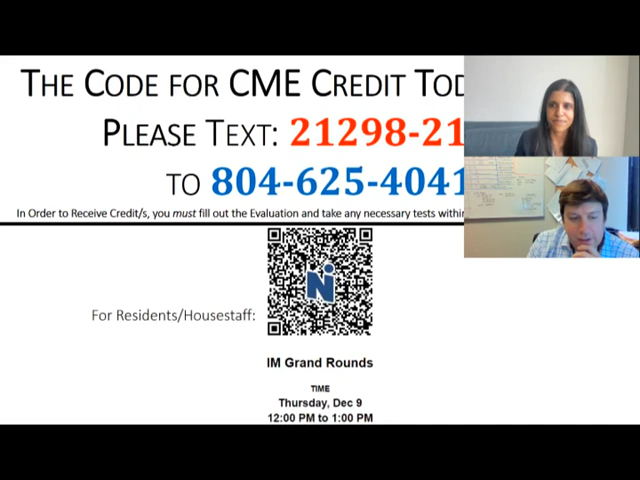 THE CODE FOR CME CREDIT
PLEASE TEXT: 21298-21
TO 804-625-4041
In Order to Receive Credit/s, you must fill out the Evaluation and take any necessary tests within
For Residents/Housestaff:
IM Grand Rounds
TIME
Thursday, Dec 9
12:00 PM to 1:00 PM